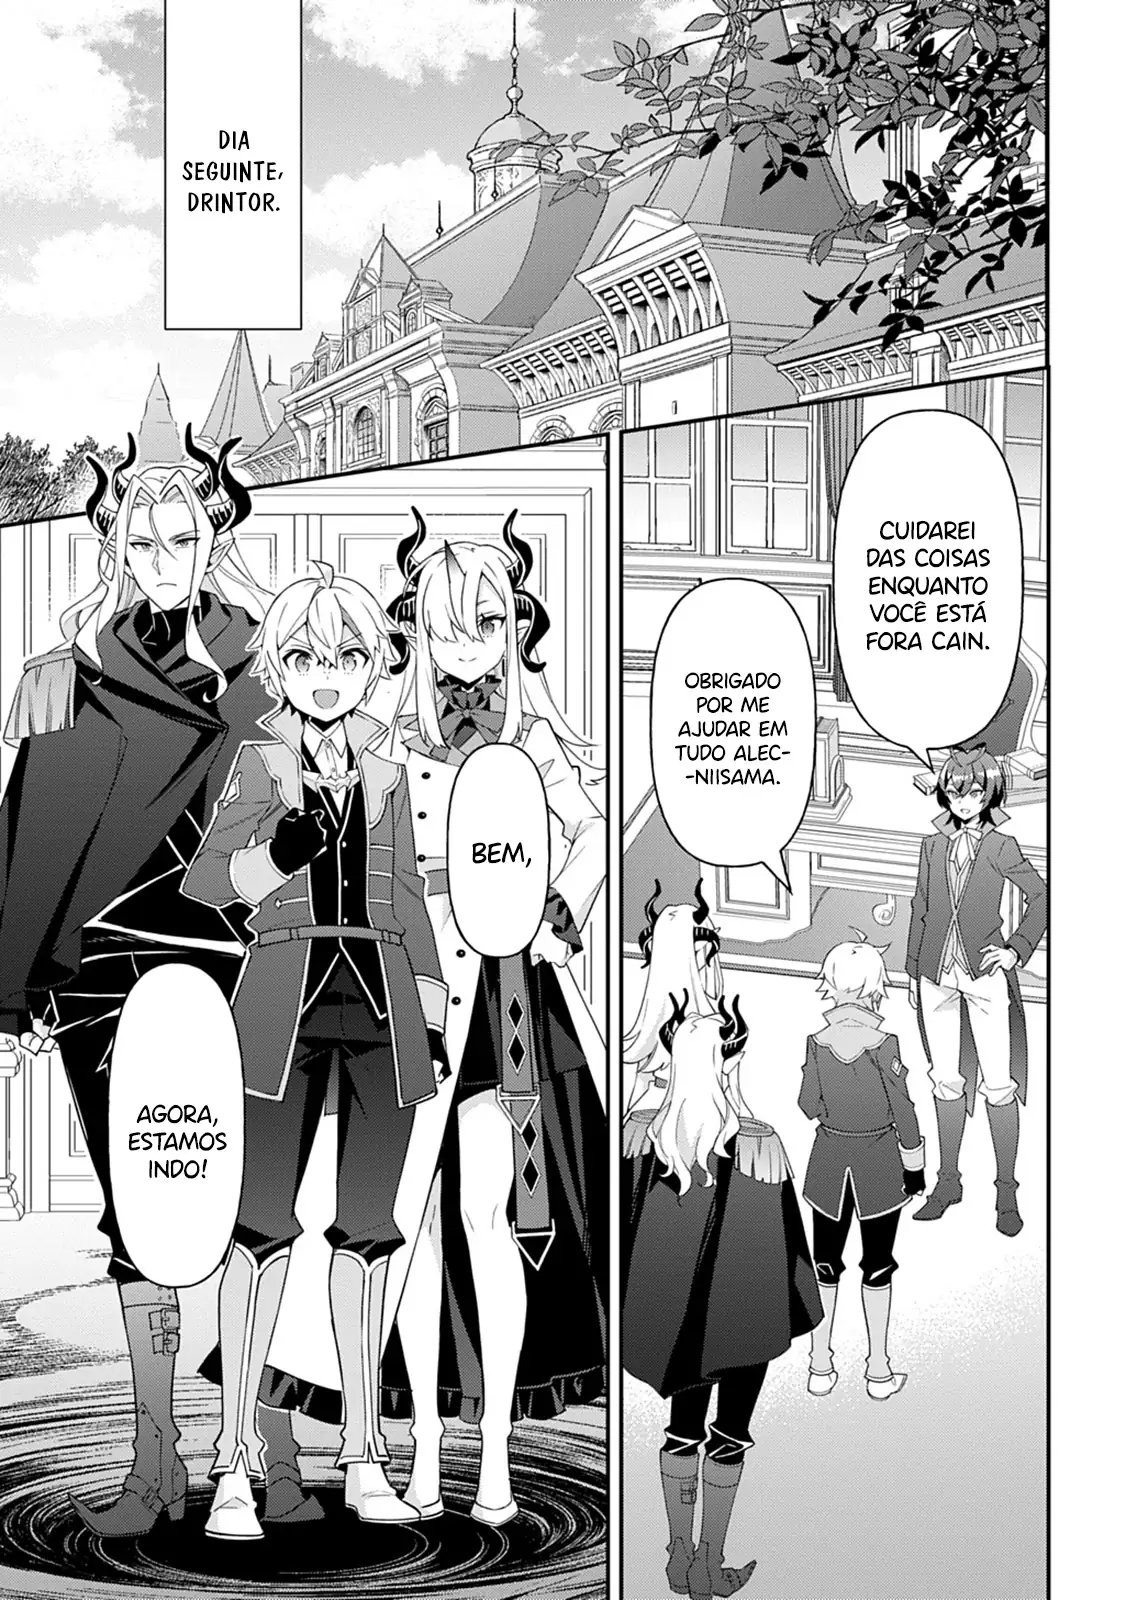 DIA
SEGUINTE,
DRINTOR.
CUIDAREI
DAS COISAS
ENQUANTO
VOCÊ ESTÁ
FORA CAIN.
OBRIGADO
POR ME
AJUDAR EM
TUDO ALEC-
-NIISAMA.
BEM,
AGORA,
ESTAMOS
INDO!